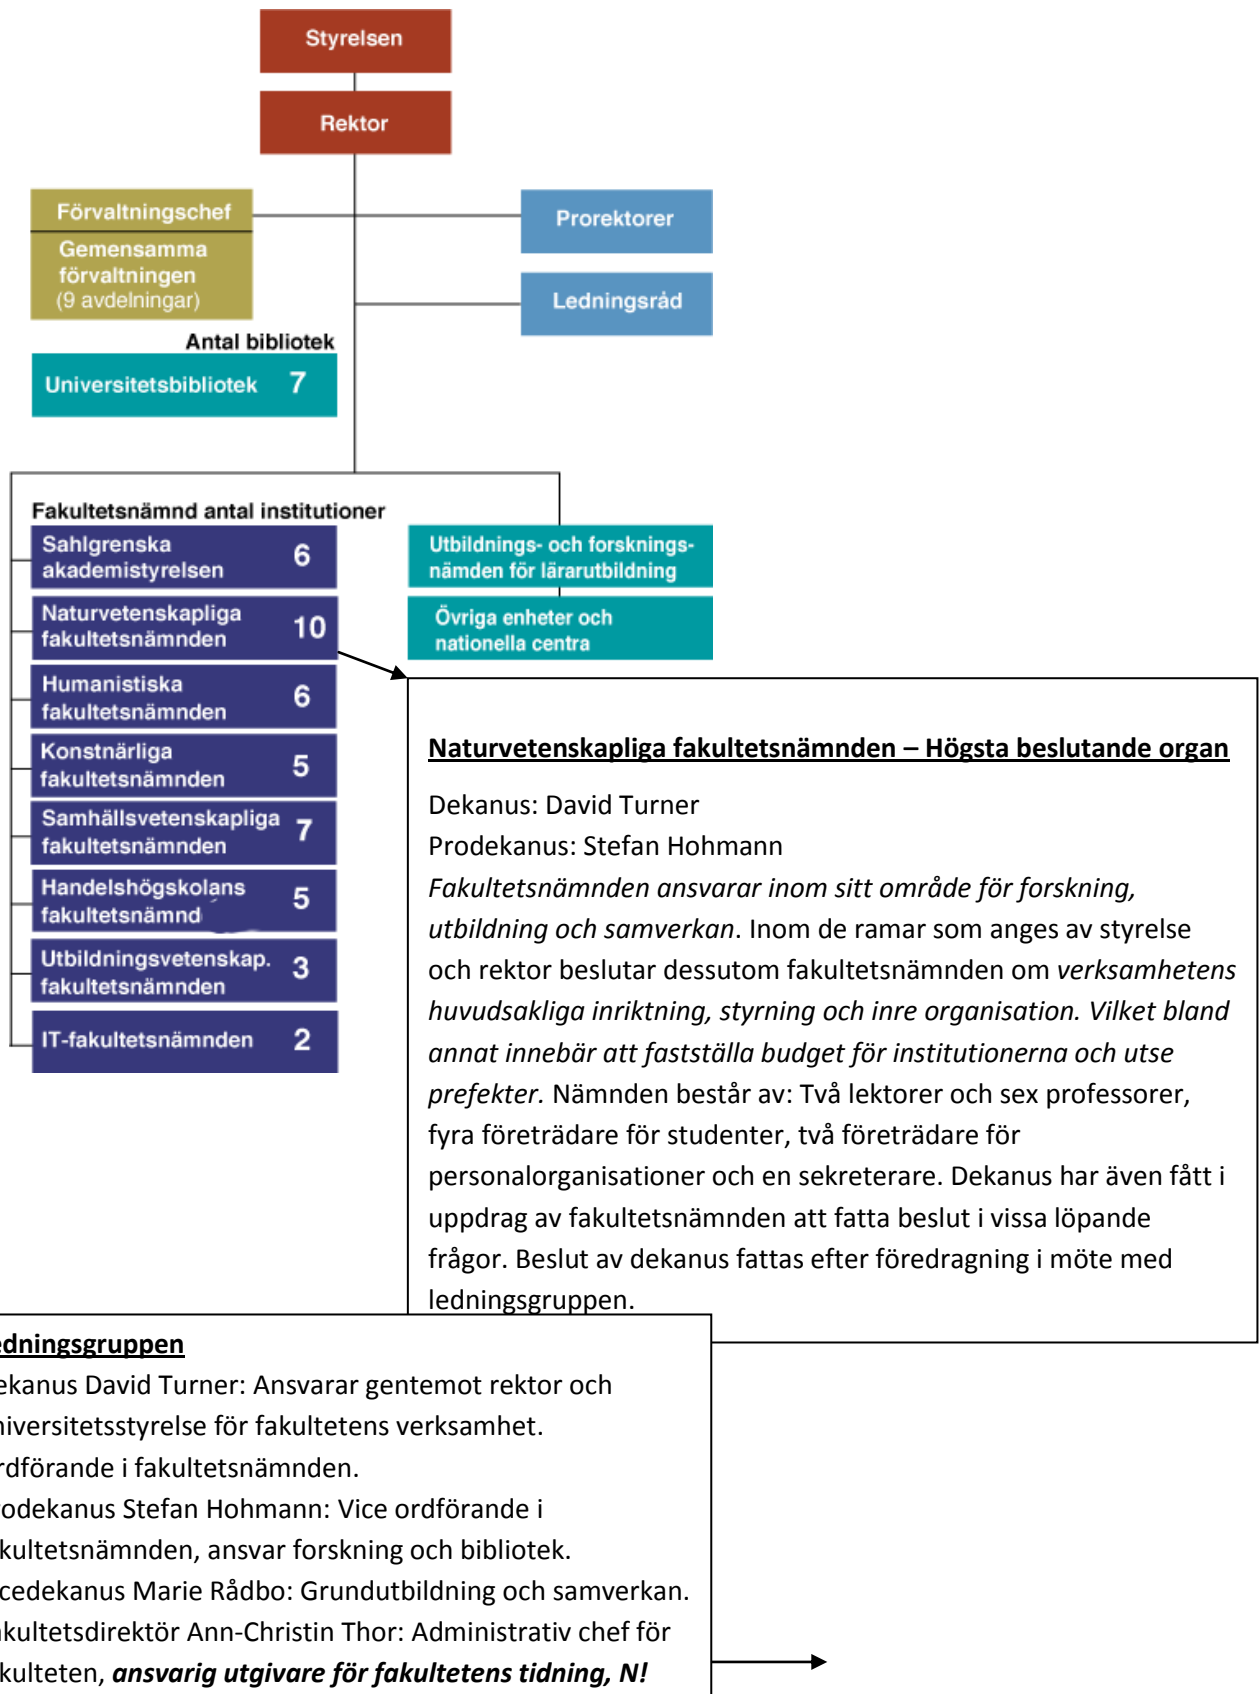 Styrelsen
Rektor
Förvaltningschef
Gemensamma
förvaltningen
(9 avdelningar)
Prorektorer
Ledningsråd
Antal bibliotek
Universitetsbibliotek 7
Fakultetsnämnd antal institutioner
Sahlgrenska
akademistyrelsen 6
Naturvetenskapliga
fakultetsnämnden 10
Humanistiska
fakultetsnämnden 6
Konstnärliga
fakultetsnämnden 5
Samhällsvetenskapliga
fakultetsnämnden 7
Handelshögskolans
fakultetsnämnd 5
Utbildningsvetenskap.
fakultetsnämnden 3
IT-fakultetsnämnden 2
Utbildnings- och forsknings-
nämden för lärarutbildning
Övriga enheter och
nationella centra
Naturvetenskapliga fakultetsnämnden – Högsta beslutande organ
Dekanus: David Turner
Prodekanus: Stefan Hohmann
Fakultetsnämnden ansvarar inom sitt område för forskning,
utbildning och samverkan. Inom de ramar som anges av styrelse
och rektor beslutar dessutom fakultetsnämnden om verksamhetens
huvudsakliga inriktning, styrning och inre organisation. Vilket bland
annat innebär att fastställa budget för institutionerna och utse
prefekter. Nämnden består av: Två lektorer och sex professorer,
fyra företrädare för studenter, två företrädare för
personalorganisationer och en sekreterare. Dekanus har även fått i
uppdrag av fakultetsnämnden att fatta beslut i vissa löpande
frågor. Beslut av dekanus fattas efter föredragning i möte med
ledningsgruppen.
edningsgruppen
ekanus David Turner: Ansvarar gentemot rektor och
niversitetsstyrelse för fakultetens verksamhet.
rdförande i fakultetsnämnden.
rodekanus Stefan Hohmann: Vice ordförande i
kultetsnämnden, ansvar forskning och bibliotek.
cedekanus Marie Rådbo: Grundutbildning och samverkan.
akultetsdirektör Ann-Christin Thor: Administrativ chef för
kulteten, ansvarig utgivare för fakultetens tidning, N!